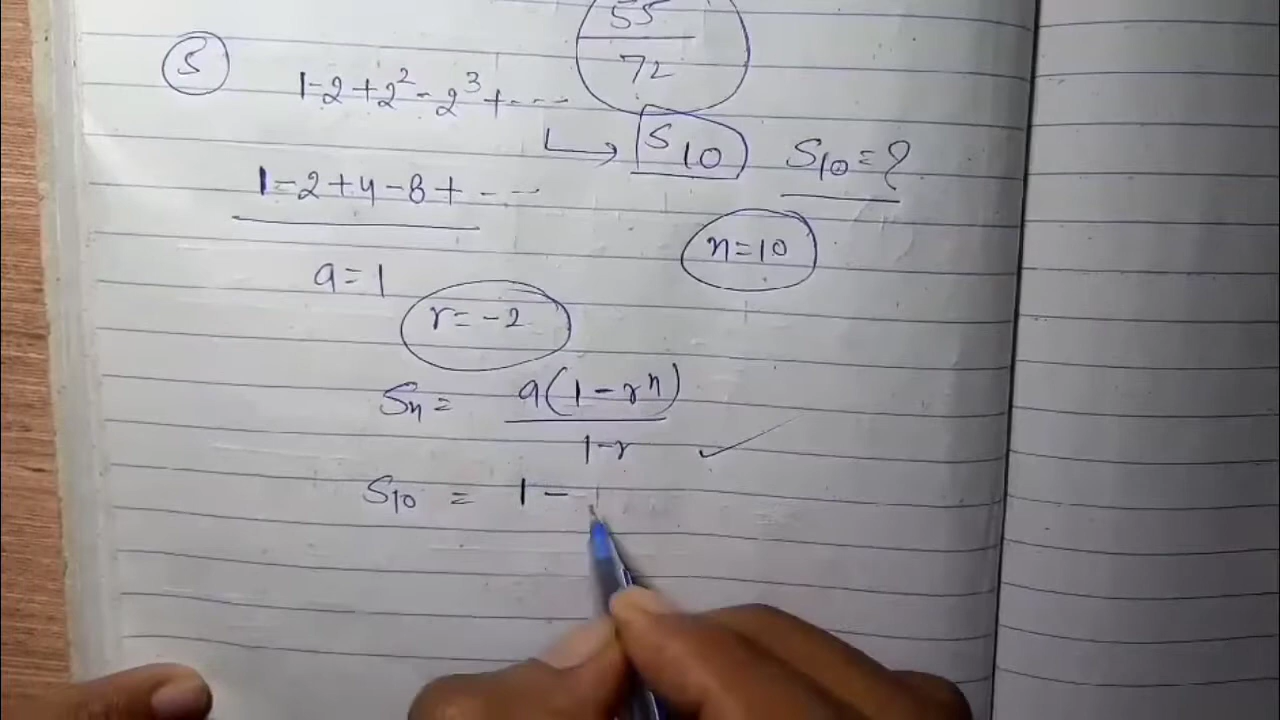 55
72
3
1-2+2²-2³+----
S10 S10=?
1-2+4-8+----
n=10
a=1
r=-2
Sn= a(1-rⁿ)
1-r
S10 = 1-